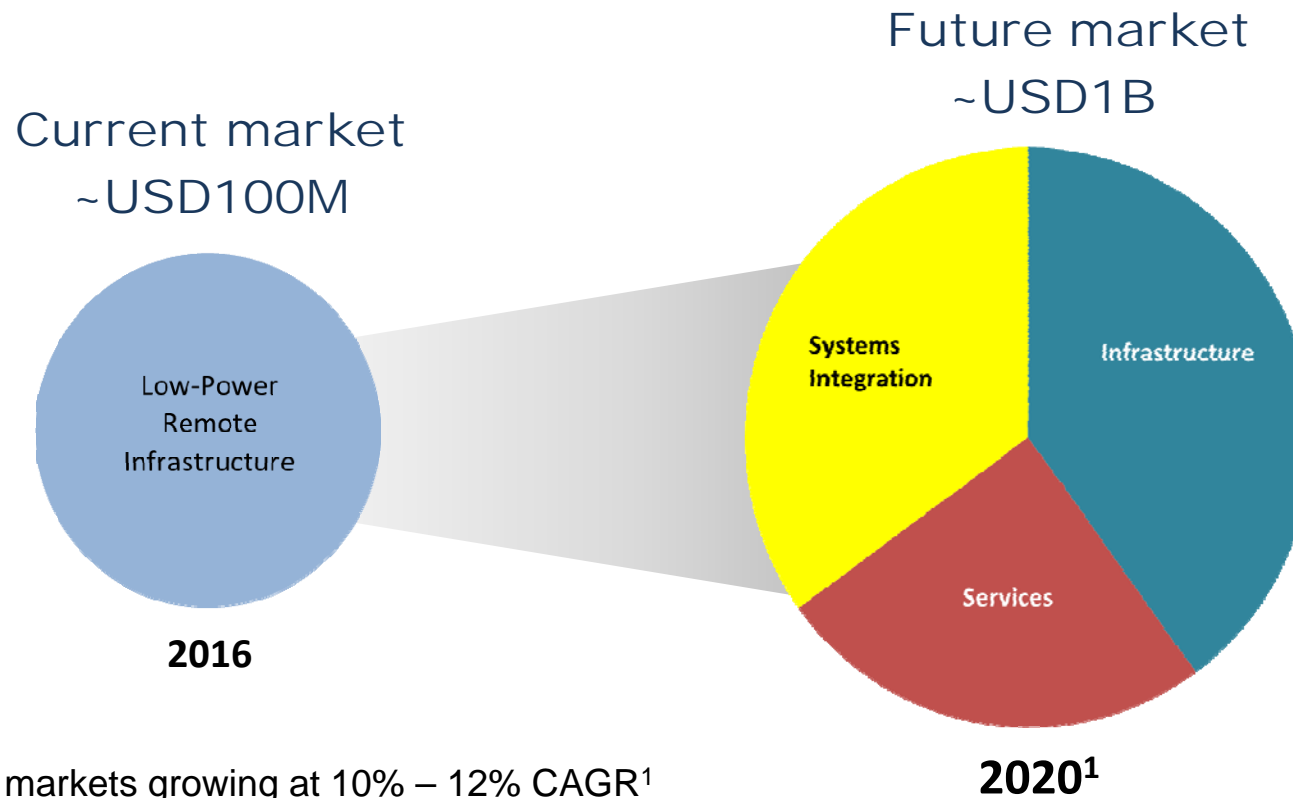 Future market
~USD1B
Current market
~USD100M
Systems
Integration
Infrastructure
Low-Power
Remote
Infrastructure
Services
2016
2020¹
markets growing at 10% – 12% CAGR¹